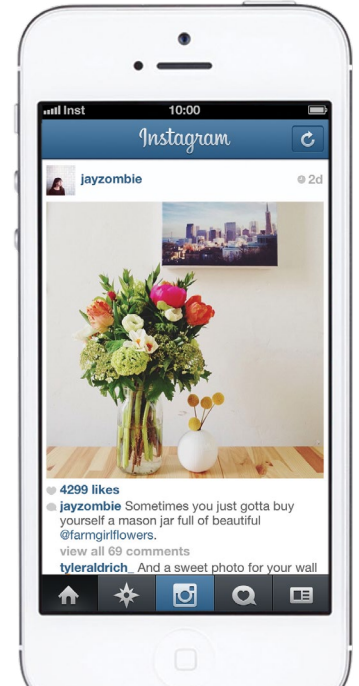 Inst 10:00
Instagram
jayzombie 2d
4299 likes
jayzombie Sometimes you just gotta buy
yourself a mason jar full of beautiful
@farmgirlflowers.
view all 69 comments
tyleraldrich_ And a sweet photo for your wall